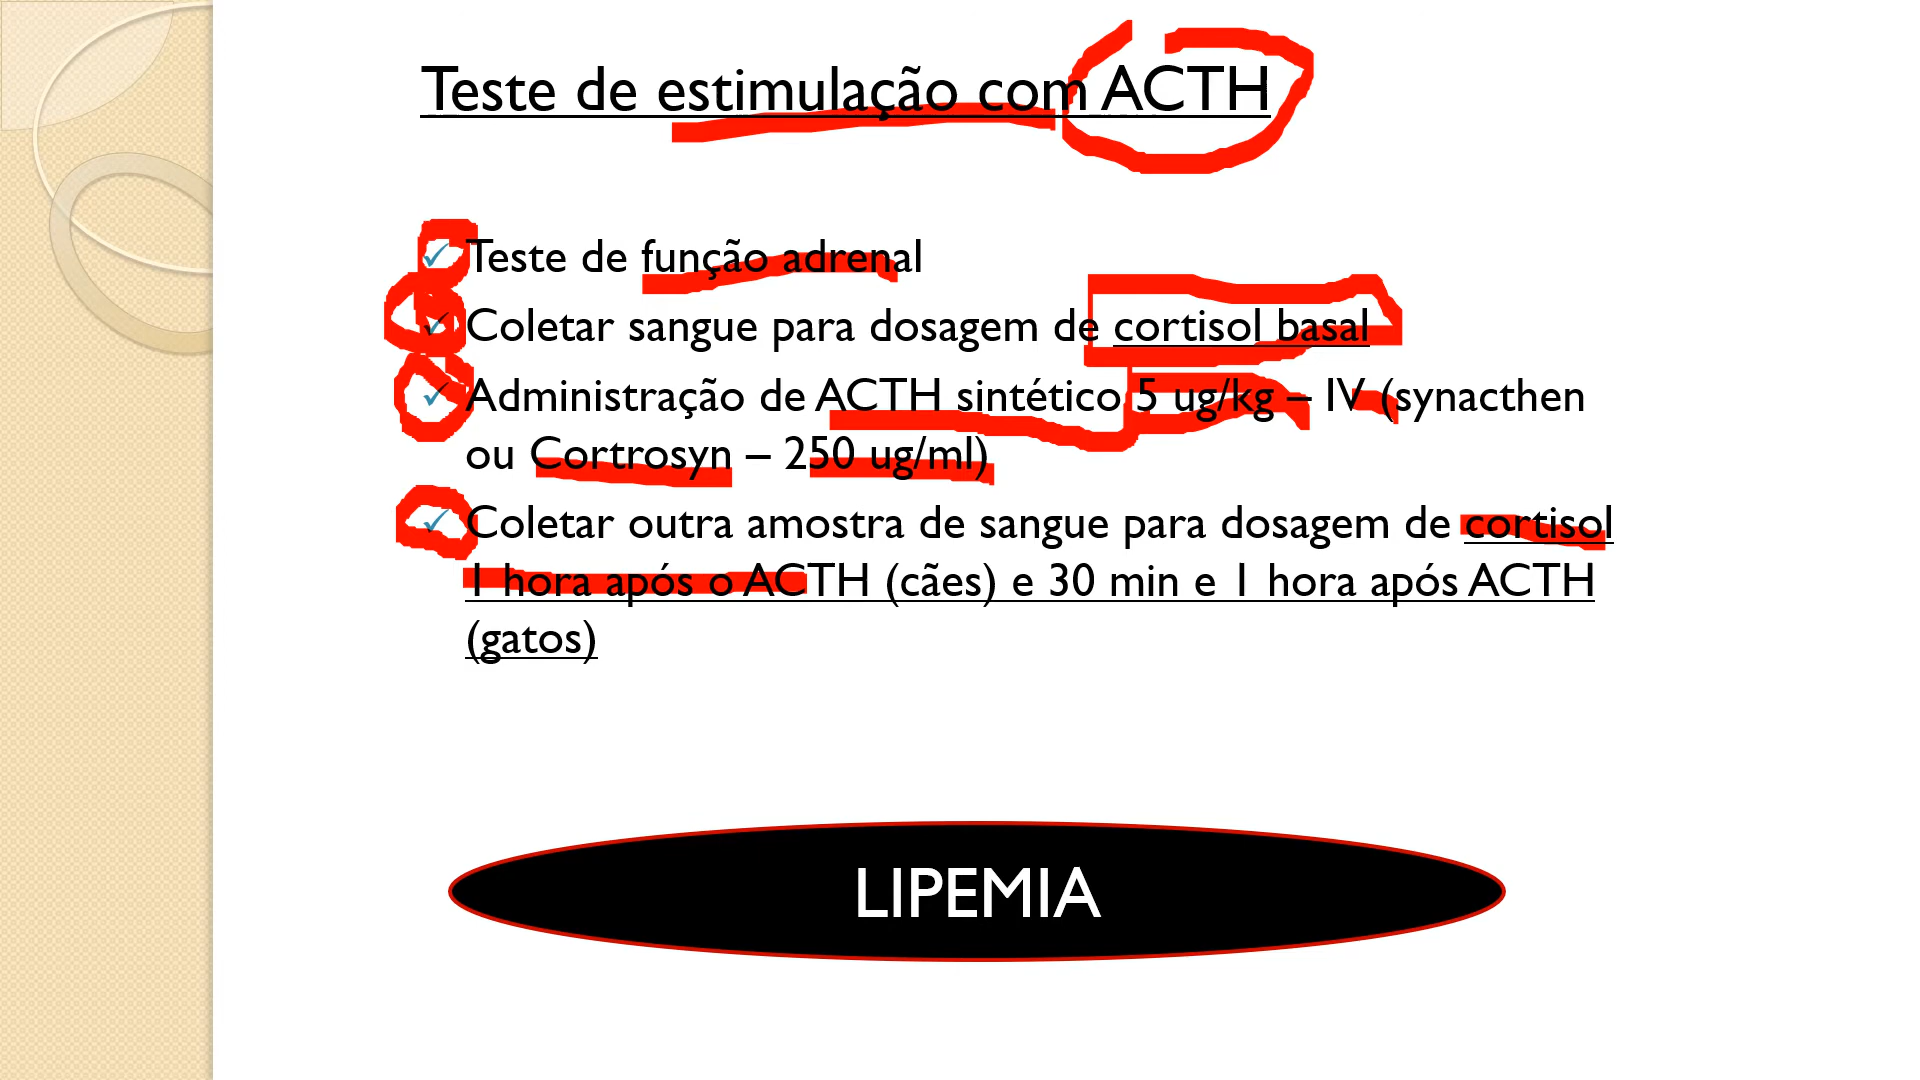 Teste de estimulação com ACTH
✓ Teste de função adrenal
✓ Coletar sangue para dosagem de cortisol basal
✓ Administração de ACTH sintético 5 ug/kg – IV (synacthen
ou Cortrosyn – 250 ug/ml)
✓ Coletar outra amostra de sangue para dosagem de cortisol
1 hora após o ACTH (cães) e 30 min e 1 hora após ACTH
(gatos)
LIPEMIA